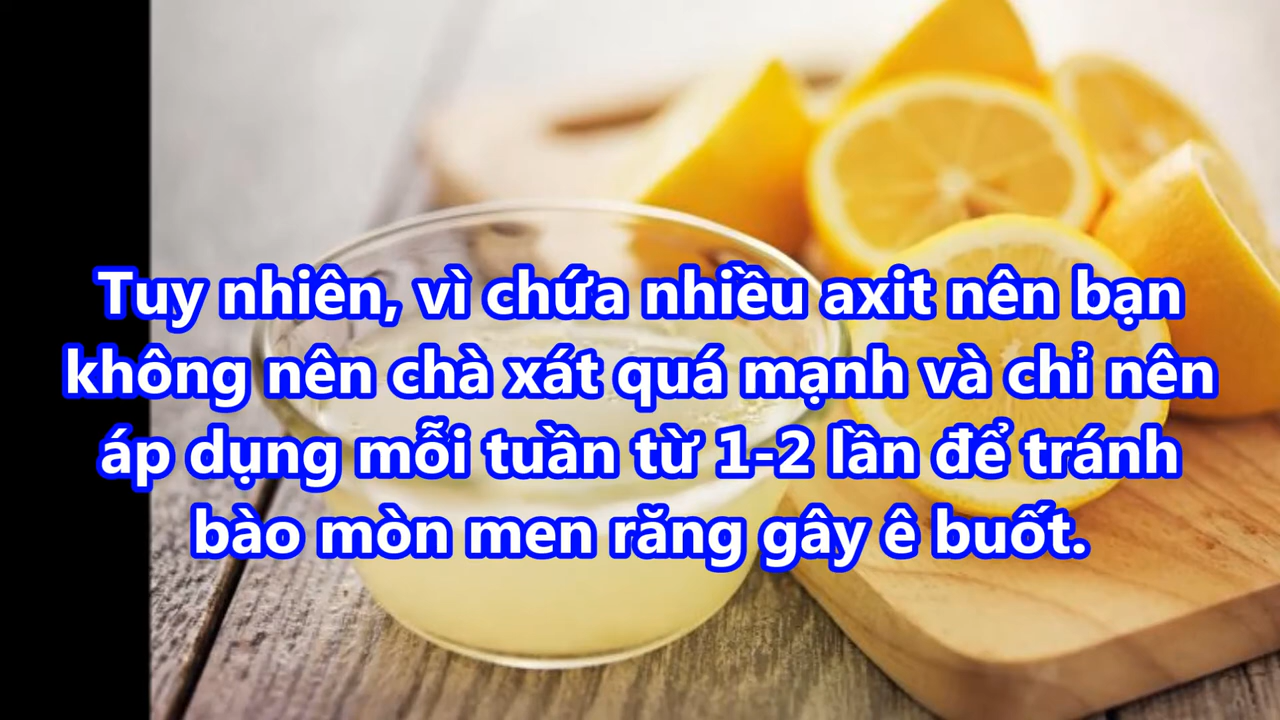 Tuy nhiên, vì chứa nhiều axit nên bạn
không nên chà xát quá mạnh và chỉ nên
áp dụng mỗi tuần từ 1-2 lần để tránh
bào mòn men răng gây ê buốt.